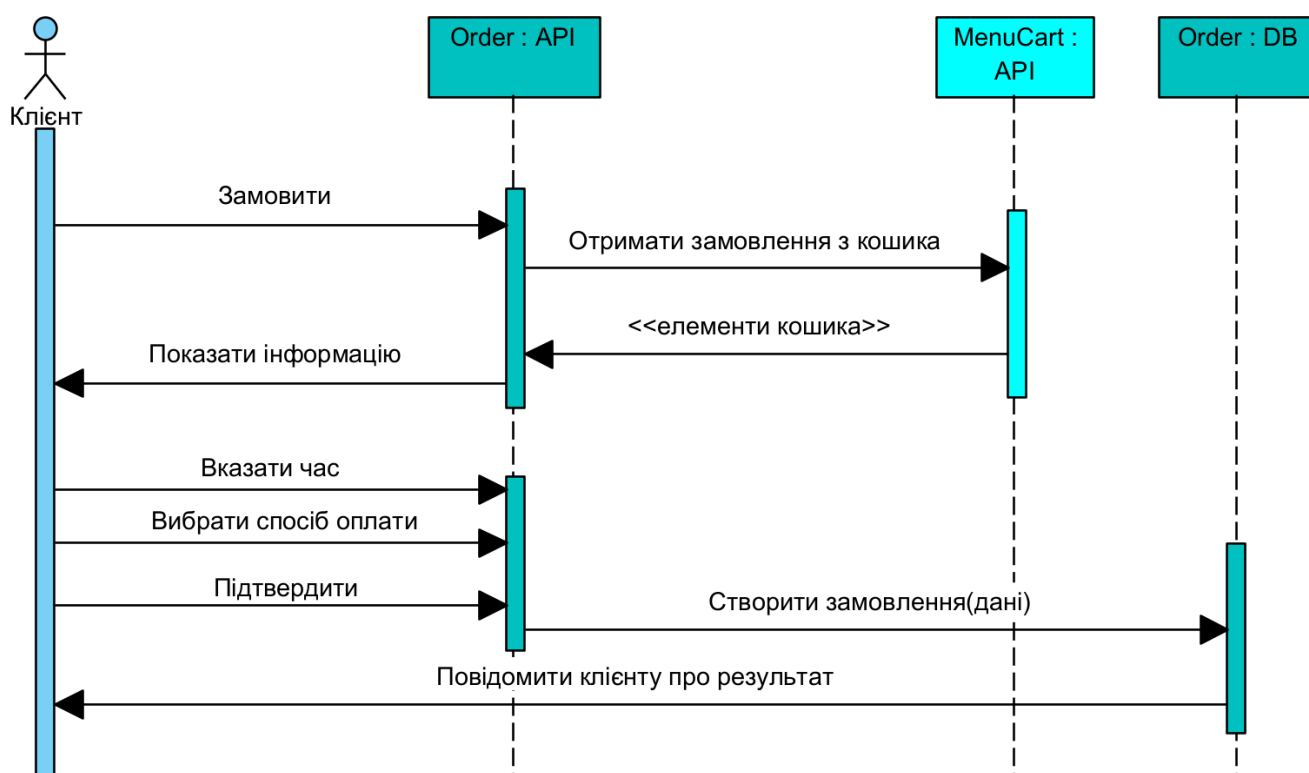 Order : API
MenuCart :
API
Order : DB
Клієнт
Замовити
Отримати замовлення з кошика
<<елементи кошика>>
Показати інформацію
Вказати час
Вибрати спосіб оплати
Підтвердити
Створити замовлення(дані)
Повідомити клієнту про результат